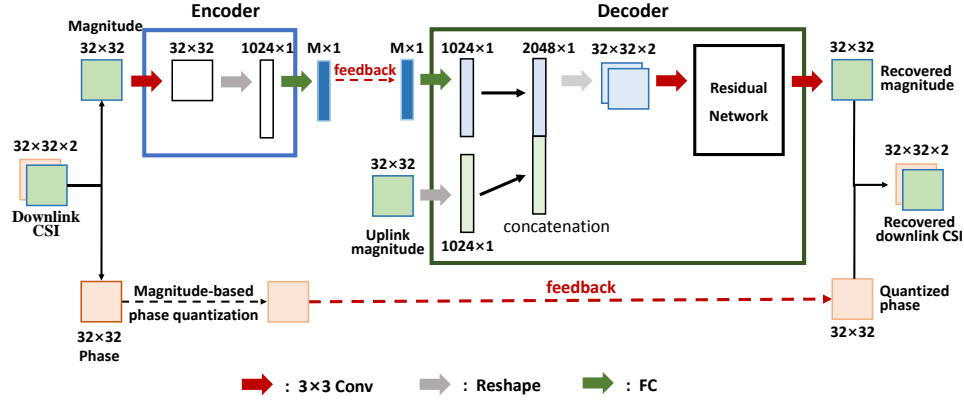 Encoder
Decoder
Magnitude
32×32
32×32
1024×1
M×1
feedback
M×1
1024×1
2048×1
32×32×2
Residual
Network
32×32
Recovered
magnitude
32×32×2
Downlink
CSI
32×32
Uplink
magnitude
1024×1
concatenation
32×32×2
Recovered
downlink CSI
Magnitude-based
phase quantization
feedback
32×32
Phase
Quantized
phase
32×32
: 3×3 Conv
: Reshape
: FC